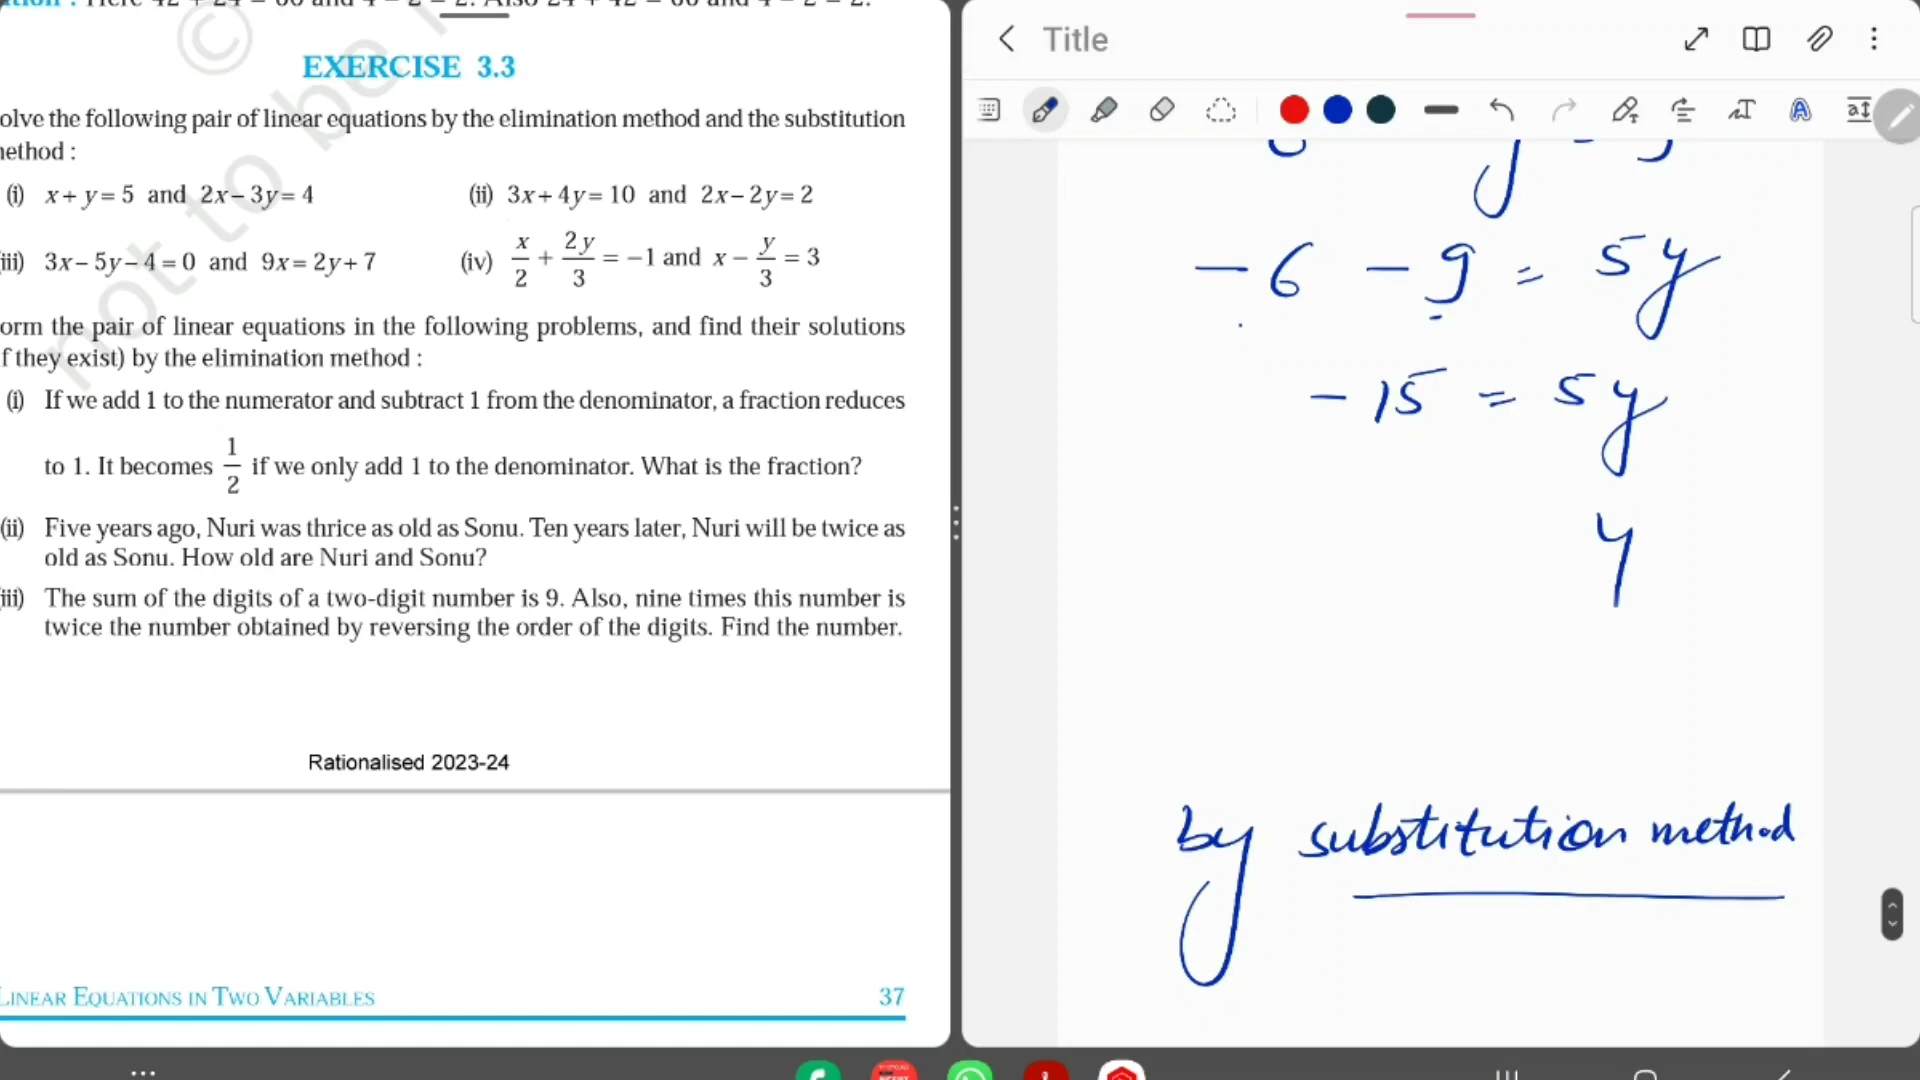 EXERCISE 3.3
olve the following pair of linear equations by the elimination method and the substitution
ethod :
(i) x + y = 5 and 2x – 3y = 4 (ii) 3x + 4y = 10 and 2x – 2y = 2
iii) 3x – 5y – 4 = 0 and 9x = 2y + 7 (iv) x/2 + 2y/3 = –1 and x – y/3 = 3
orm the pair of linear equations in the following problems, and find their solutions
f they exist) by the elimination method :
(i) If we add 1 to the numerator and subtract 1 from the denominator, a fraction reduces
to 1. It becomes 1/2 if we only add 1 to the denominator. What is the fraction?
(ii) Five years ago, Nuri was thrice as old as Sonu. Ten years later, Nuri will be twice as
old as Sonu. How old are Nuri and Sonu?
iii) The sum of the digits of a two-digit number is 9. Also, nine times this number is
twice the number obtained by reversing the order of the digits. Find the number.
Rationalised 2023-24
LINEAR EQUATIONS IN TWO VARIABLES 37
© not to be
Title
– 6 – 9 = 5y
– 15 = 5y
y
by substitution method